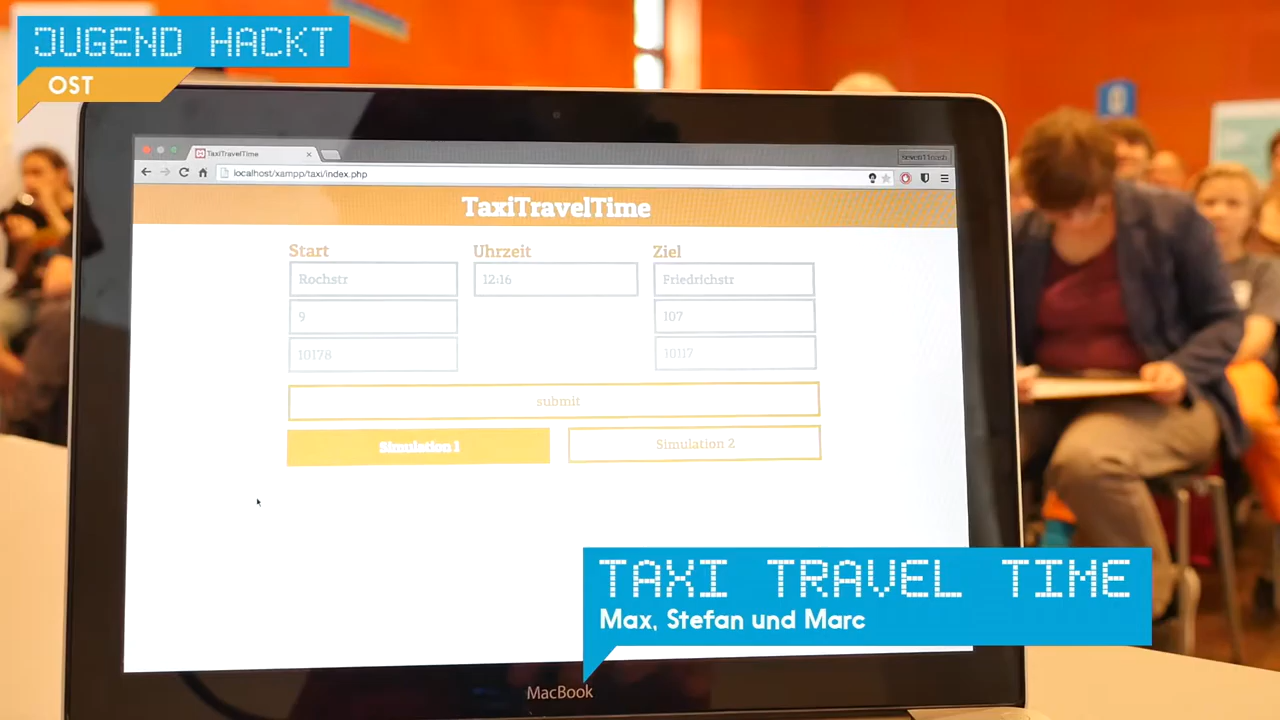 JUGEND HACKT
OST
TaxiTravelTime
localhost/xampp/taxi/index.php
seven11nash
TaxiTravelTime
Start
Uhrzeit
Ziel
Rochstr
12:16
Friedrichstr
9
107
10178
10117
submit
Simulation 1
Simulation 2
TAXI TRAVEL TIME
Max, Stefan und Marc
MacBook